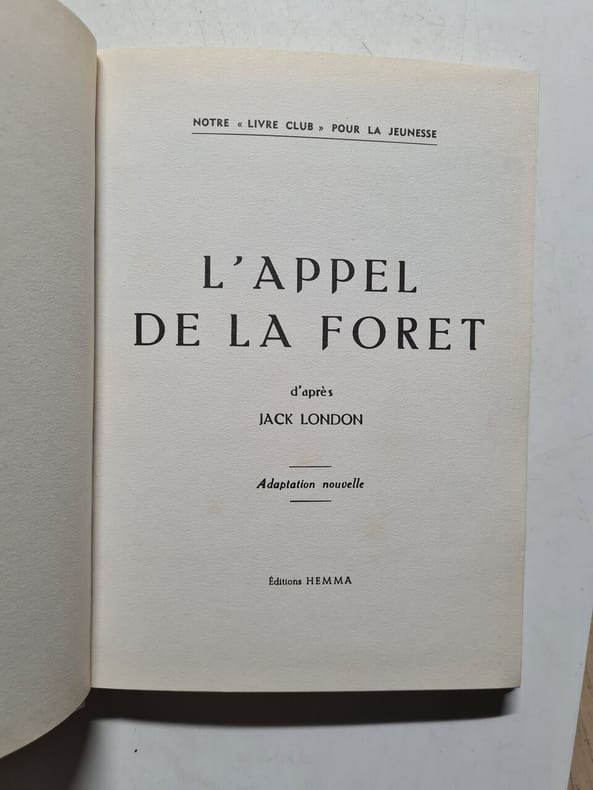 NOTRE « LIVRE CLUB » POUR LA JEUNESSE
L'APPEL
DE LA FORET
d'après
JACK LONDON
Adaptation nouvelle
Éditions HEMMA